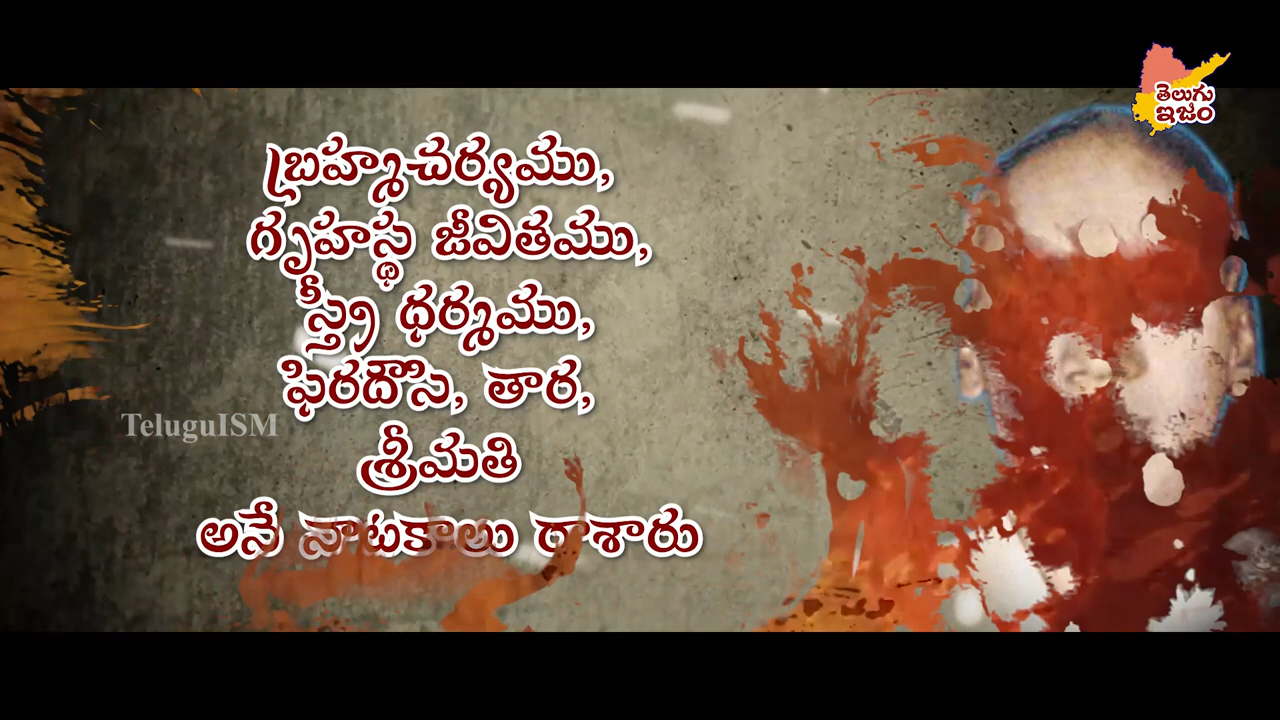 తెలుగు
ఇజం
బ్రహ్మచర్యము,
గృహస్థ జీవితము,
స్త్రీ ధర్మము,
ఫిరదౌసి, తార,
TeluguISM
శ్రీమతి
అనే నాటకాలు రాశారు